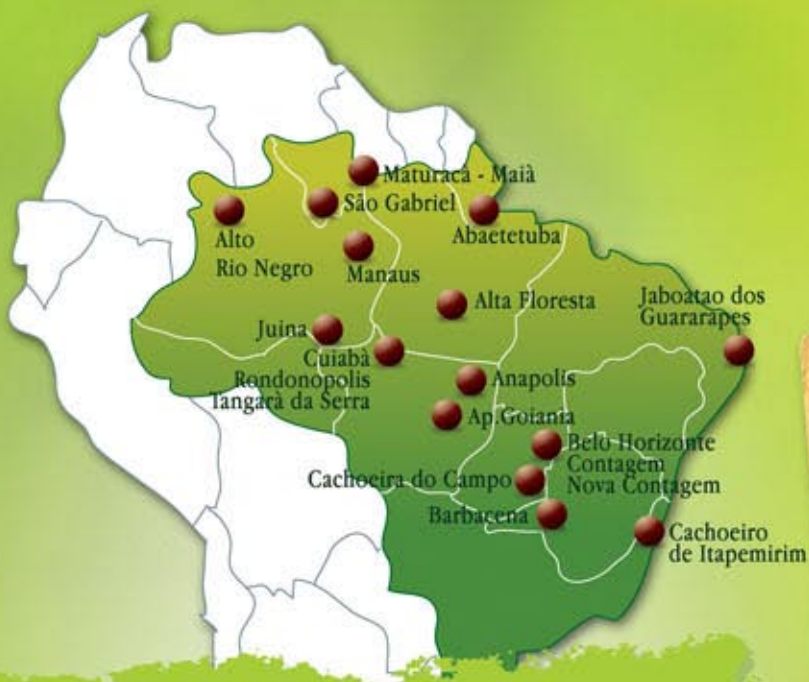 Maturacà - Maià
São Gabriel
Alto
Rio Negro
Abaetetuba
Manaus
Alta Floresta
Jaboatao dos
Guararapes
Juina
Cuiabà
Rondonopolis
Tangarà da Serra
Anapolis
Ap.Goiania
Belo Horizonte
Contagem
Nova Contagem
Cachoeira do Campo
Barbacena
Cachoeiro
de Itapemirim